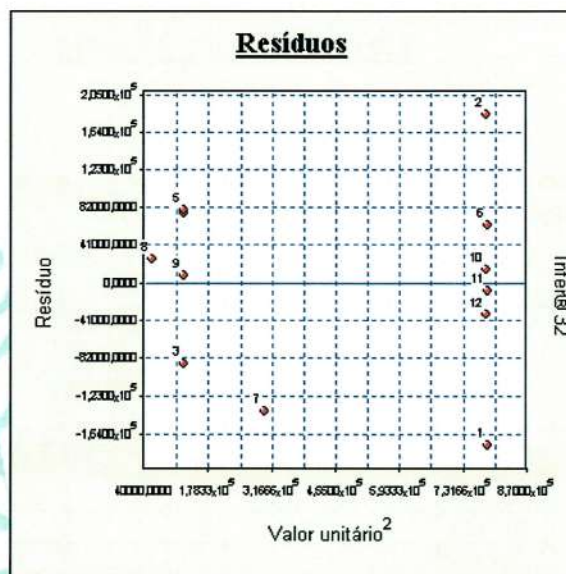 Resíduos
2,0500x10⁵
1,6400x10⁵
1,2300x10⁵
82000,0000
41000,0000
0,0000
-41000,0000
-82000,0000
-1,2300x10⁵
-1,6400x10⁵
Resíduo
2
5
6
8
9
10
11
12
3
7
1
40000,0000 1,7833x10⁵ 3,1666x10⁵ 4,5500x10⁵ 5,9333x10⁵ 7,3166x10⁵ 8,7000x10⁵
Valor unitário²
Infer@ 32